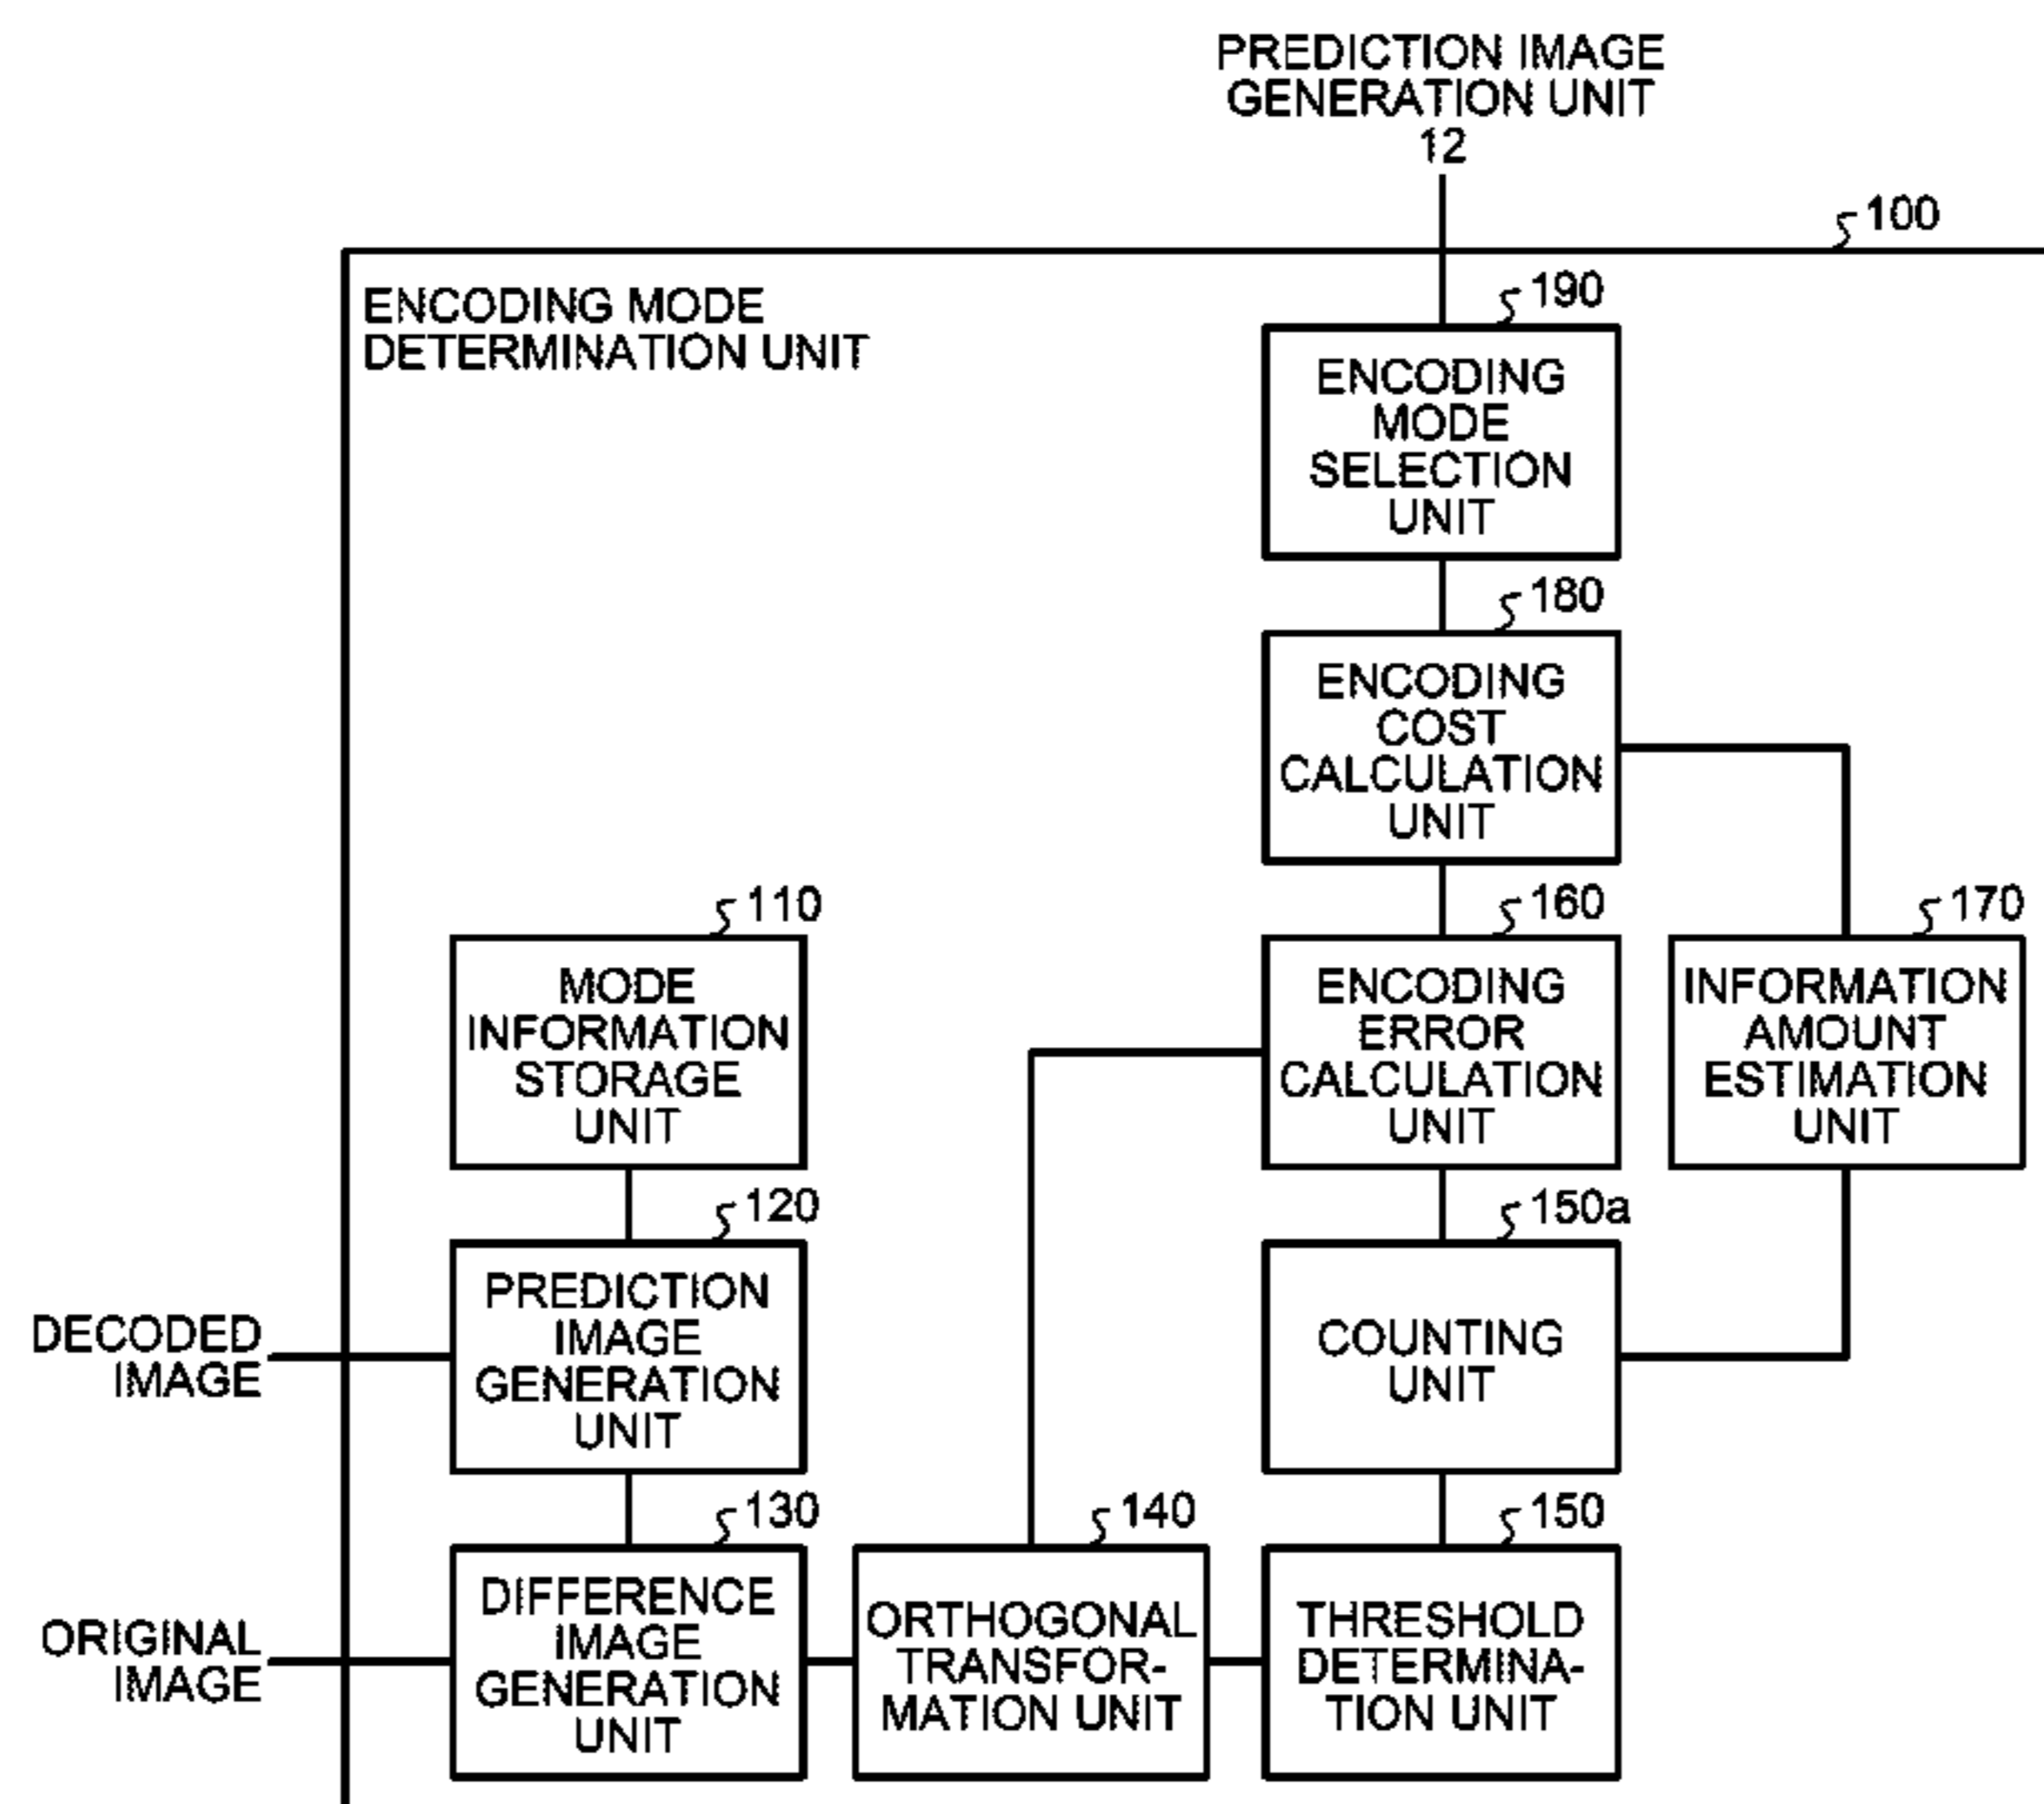 PREDICTION IMAGE
GENERATION UNIT
12
100
ENCODING MODE
DETERMINATION UNIT
190
ENCODING
MODE
SELECTION
UNIT
180
ENCODING
COST
CALCULATION
UNIT
110
MODE
INFORMATION
STORAGE
UNIT
160
ENCODING
ERROR
CALCULATION
UNIT
170
INFORMATION
AMOUNT
ESTIMATION
UNIT
120
PREDICTION
IMAGE
GENERATION
UNIT
DECODED
IMAGE
150a
COUNTING
UNIT
130
DIFFERENCE
IMAGE
GENERATION
UNIT
ORIGINAL
IMAGE
140
ORTHOGONAL
TRANSFOR-
MATION UNIT
150
THRESHOLD
DETERMINA-
TION UNIT